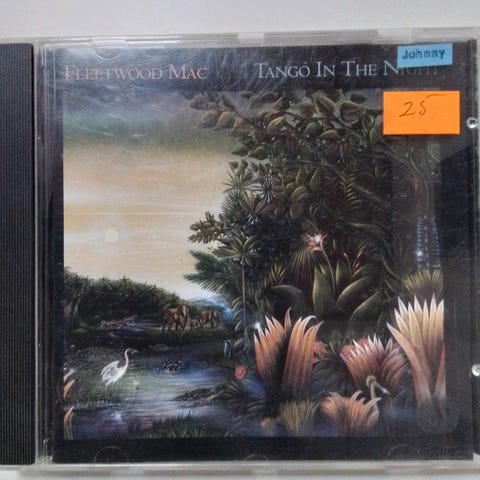 FLEETWOOD MAC
TANGO IN THE NIGHT
Johnny
25